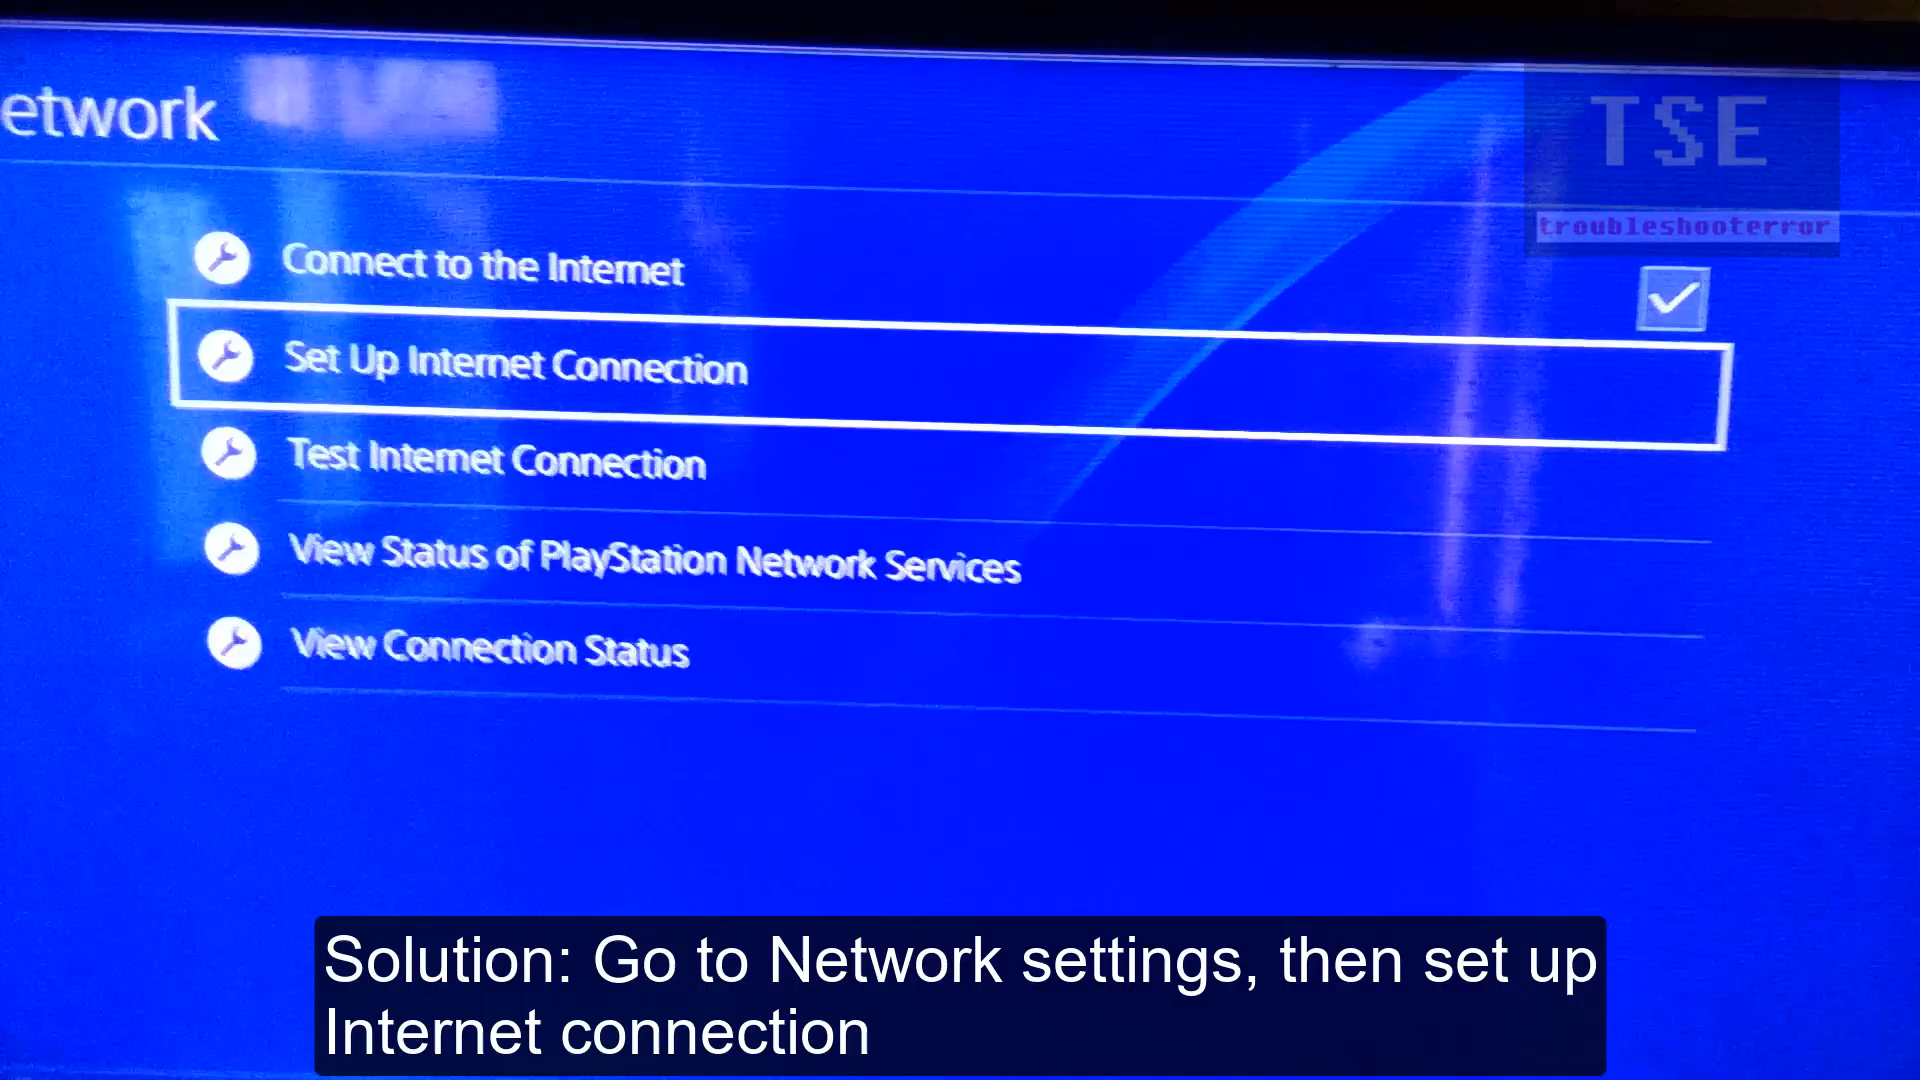 etwork
TSE
troubleshooterror
Connect to the Internet
Set Up Internet Connection
Test Internet Connection
View Status of PlayStation Network Services
View Connection Status
Solution: Go to Network settings, then set up
Internet connection